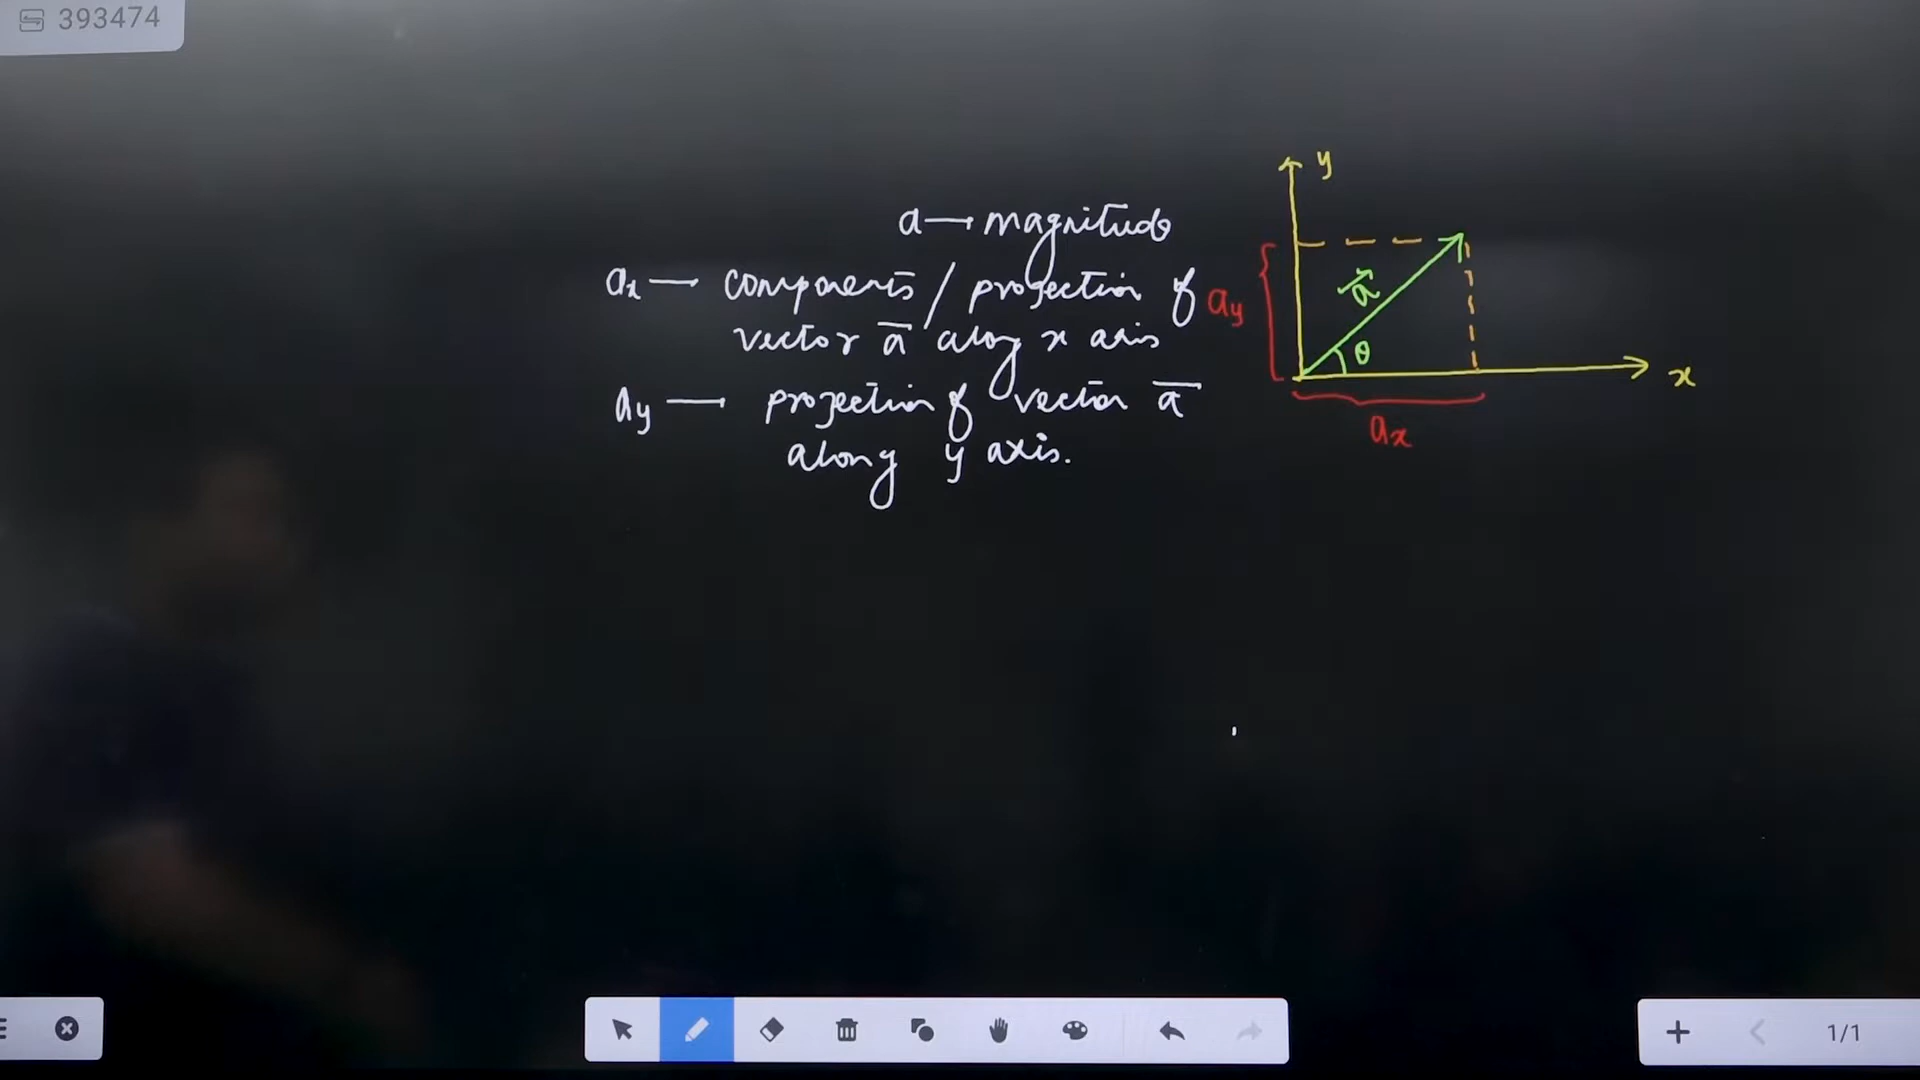 393474
a → magnitude
ax — components / projection of
vector a̅ along x axis
ay — projection of vector a̅
along y axis.
y
ay
a⃗
θ
x
ax
1/1